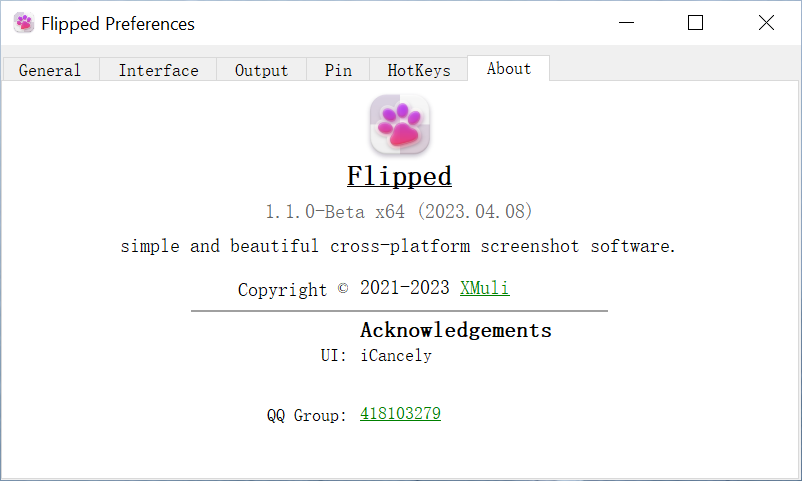 Flipped Preferences
General Interface Output Pin HotKeys About
Flipped
1.1.0-Beta x64 (2023.04.08)
simple and beautiful cross-platform screenshot software.
Copyright © 2021-2023 XMuli
Acknowledgements
UI: iCancely
QQ Group: 418103279